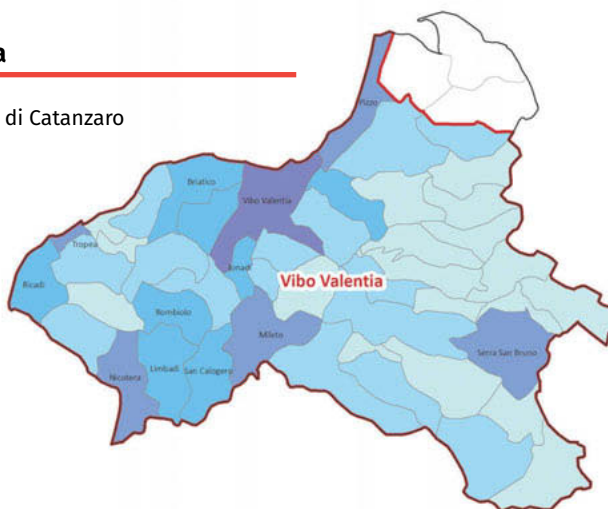 a
di Catanzaro
Pizzo
Briatico
Vibo Valentia
Tropea
Ionadi
Vibo Valentia
Ricadi
Rombiolo
Mileto
Serra San Bruno
Nicotera
Limbadi
San Calogero